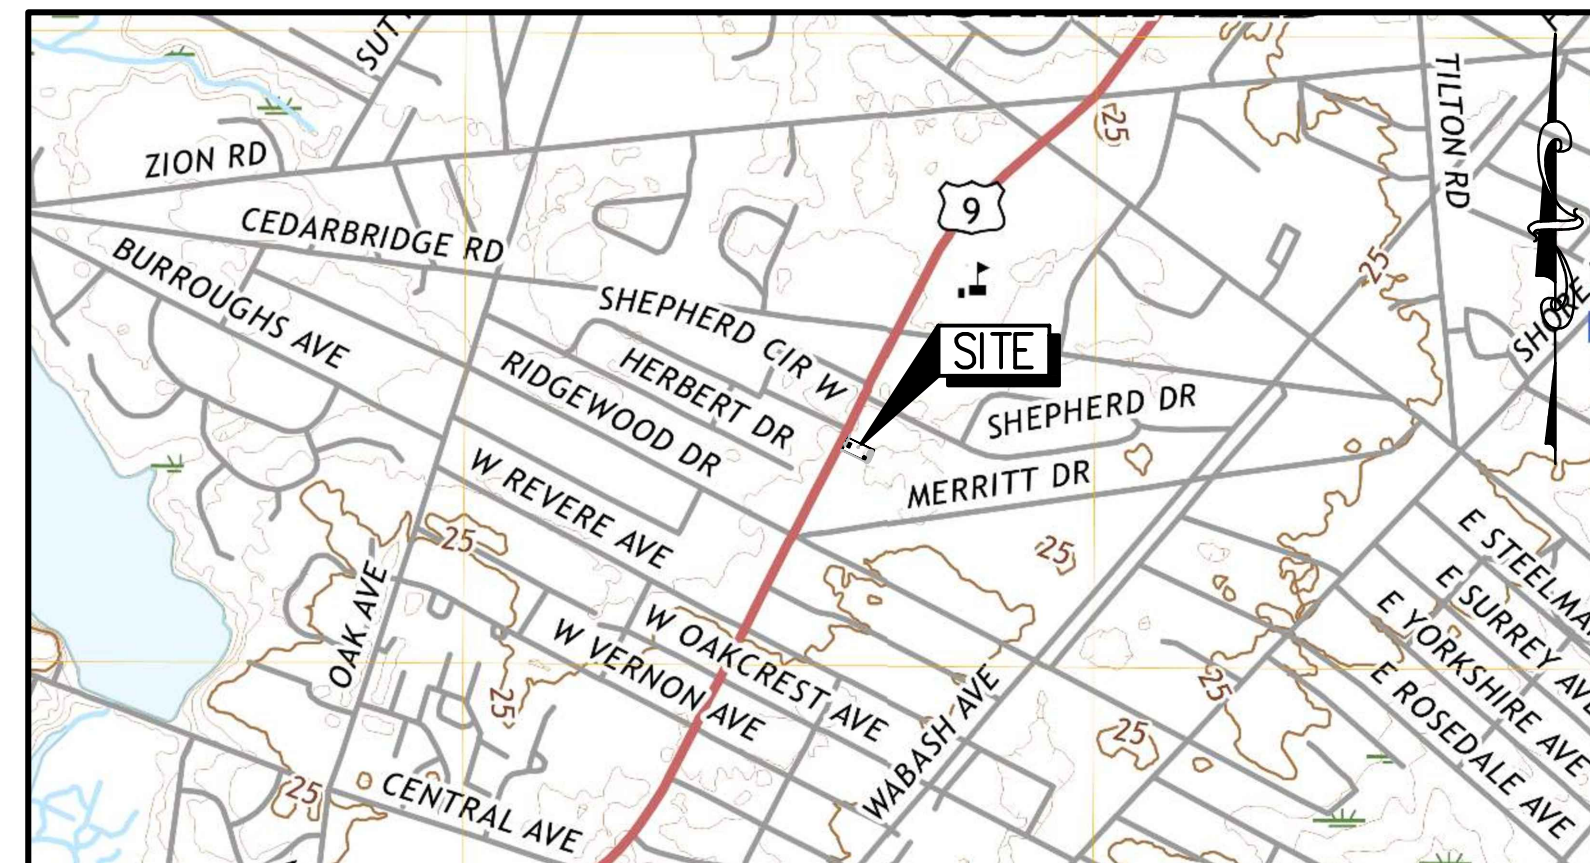 SUTT
ZION RD
CEDARBRIDGE RD
BURROUGHS AVE
9
25
TILTON RD
25
SHORE
SHEPHERD CIR W
SITE
HERBERT DR
RIDGEWOOD DR
SHEPHERD DR
MERRITT DR
W REVERE AVE
25
25
OAK AVE
W OAKCREST AVE
W VERNON AVE
25
25
25
WABASH AVE
E STEELMA
E SURREY AVE
E YORKSHIRE AVE
E ROSEDALE AVE
25
CENTRAL AVE